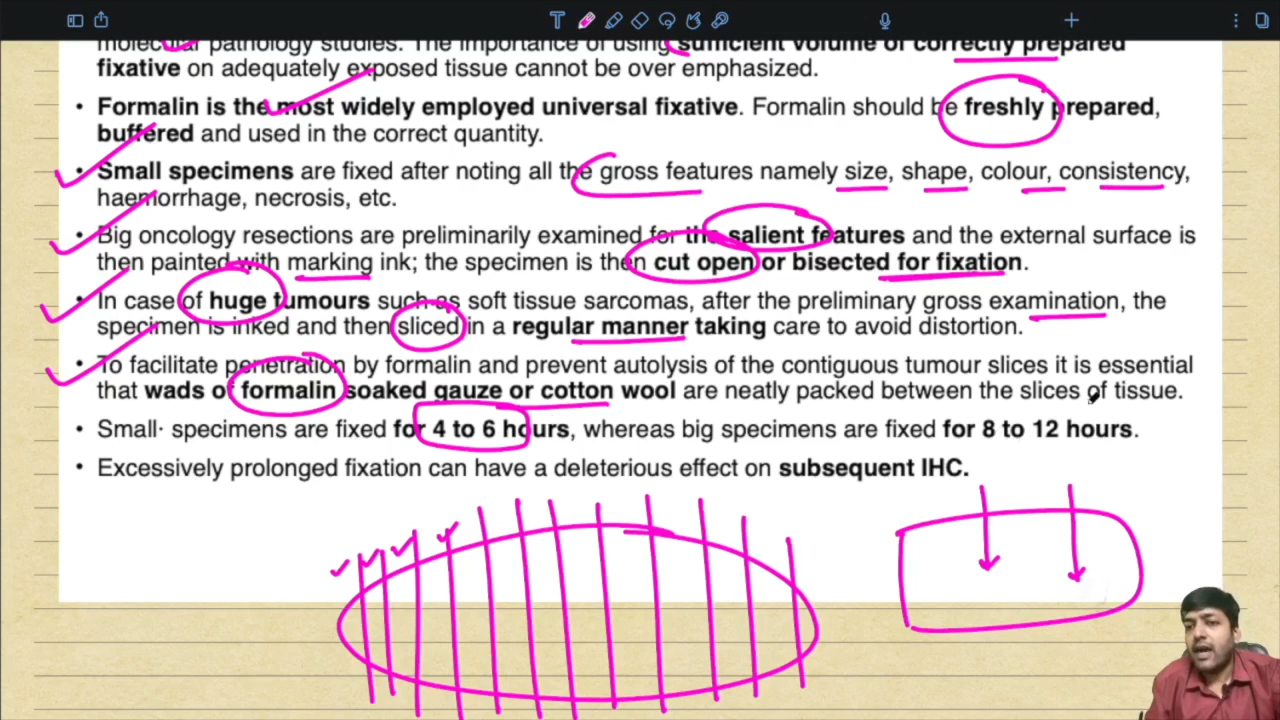 molecular pathology studies. The importance of using sufficient volume of correctly prepared
fixative on adequately exposed tissue cannot be over emphasized.
• Formalin is the most widely employed universal fixative. Formalin should be freshly prepared,
buffered and used in the correct quantity.
• Small specimens are fixed after noting all the gross features namely size, shape, colour, consistency,
haemorrhage, necrosis, etc.
• Big oncology resections are preliminarily examined for the salient features and the external surface is
then painted with marking ink; the specimen is then cut open or bisected for fixation.
• In case of huge tumours such as soft tissue sarcomas, after the preliminary gross examination, the
specimen is inked and then sliced in a regular manner taking care to avoid distortion.
• To facilitate penetration by formalin and prevent autolysis of the contiguous tumour slices it is essential
that wads of formalin soaked gauze or cotton wool are neatly packed between the slices of tissue.
• Small· specimens are fixed for 4 to 6 hours, whereas big specimens are fixed for 8 to 12 hours.
• Excessively prolonged fixation can have a deleterious effect on subsequent IHC.